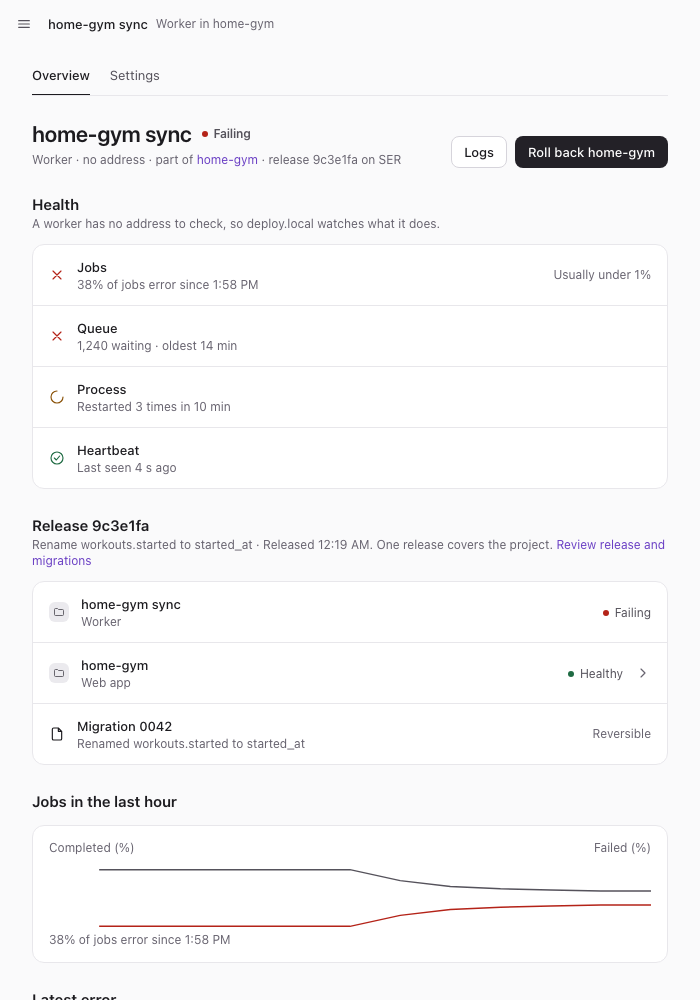 home-gym sync Worker in home-gym
Overview Settings
home-gym sync Failing
Worker · no address · part of home-gym · release 9c3e1fa on SER
Logs Roll back home-gym
Health
A worker has no address to check, so deploy.local watches what it does.
Jobs
38% of jobs error since 1:58 PM
Usually under 1%
Queue
1,240 waiting · oldest 14 min
Process
Restarted 3 times in 10 min
Heartbeat
Last seen 4 s ago
Release 9c3e1fa
Rename workouts.started to started_at · Released 12:19 AM. One release covers the project. Review release and
migrations
home-gym sync
Worker
Failing
home-gym
Web app
Healthy
Migration 0042
Renamed workouts.started to started_at
Reversible
Jobs in the last hour
Completed (%) Failed (%)
38% of jobs error since 1:58 PM
Latest error